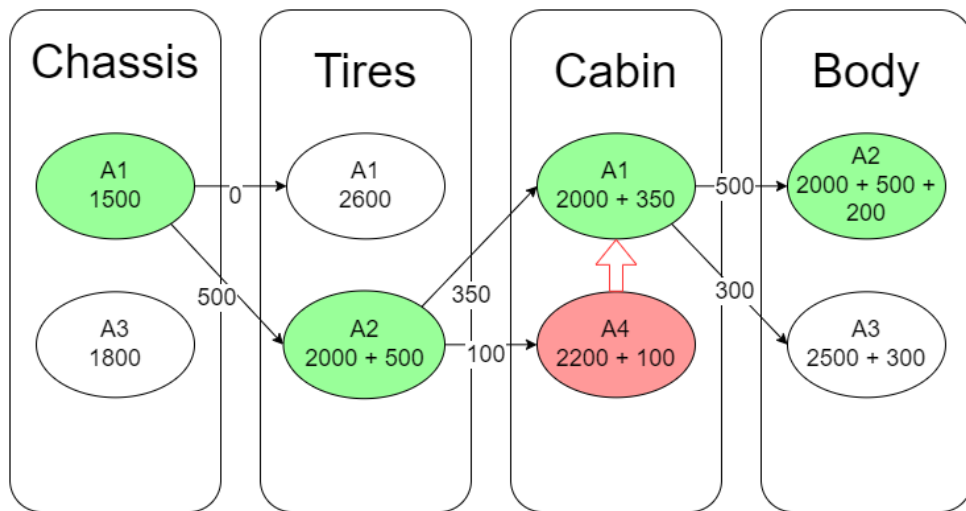 Chassis
Tires
Cabin
Body
A1
1500
0
A1
2600
A1
2000 + 350
500
A2
2000 + 500 +
200
500
350
300
A3
1800
A2
2000 + 500
100
A4
2200 + 100
A3
2500 + 300